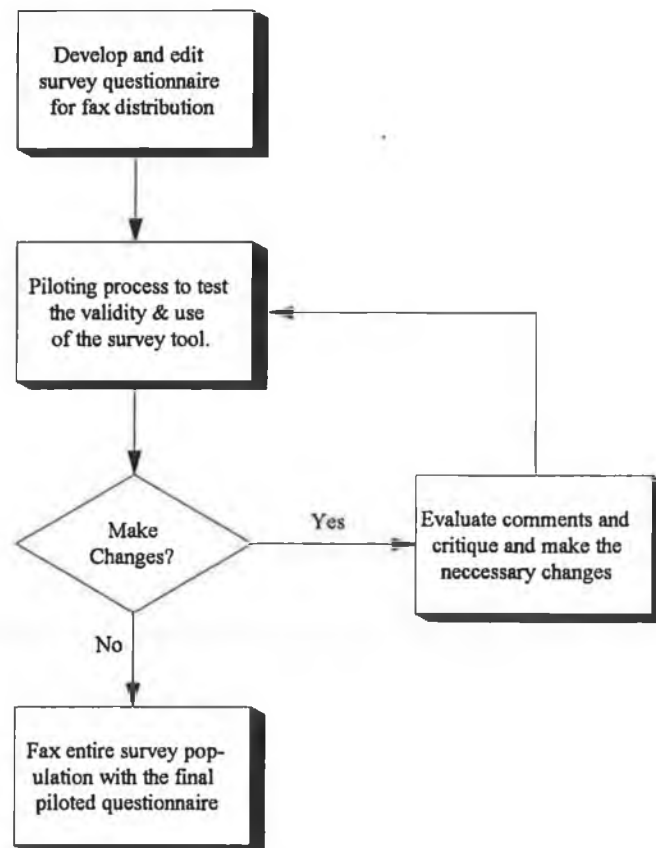 Develop and edit
survey questionnaire
for fax distribution
Piloting process to test
the validity & use
of the survey tool.
Make
Changes?
Yes
Evaluate comments and
critique and make the
neccessary changes
No
Fax entire survey pop-
ulation with the final
piloted questionnaire